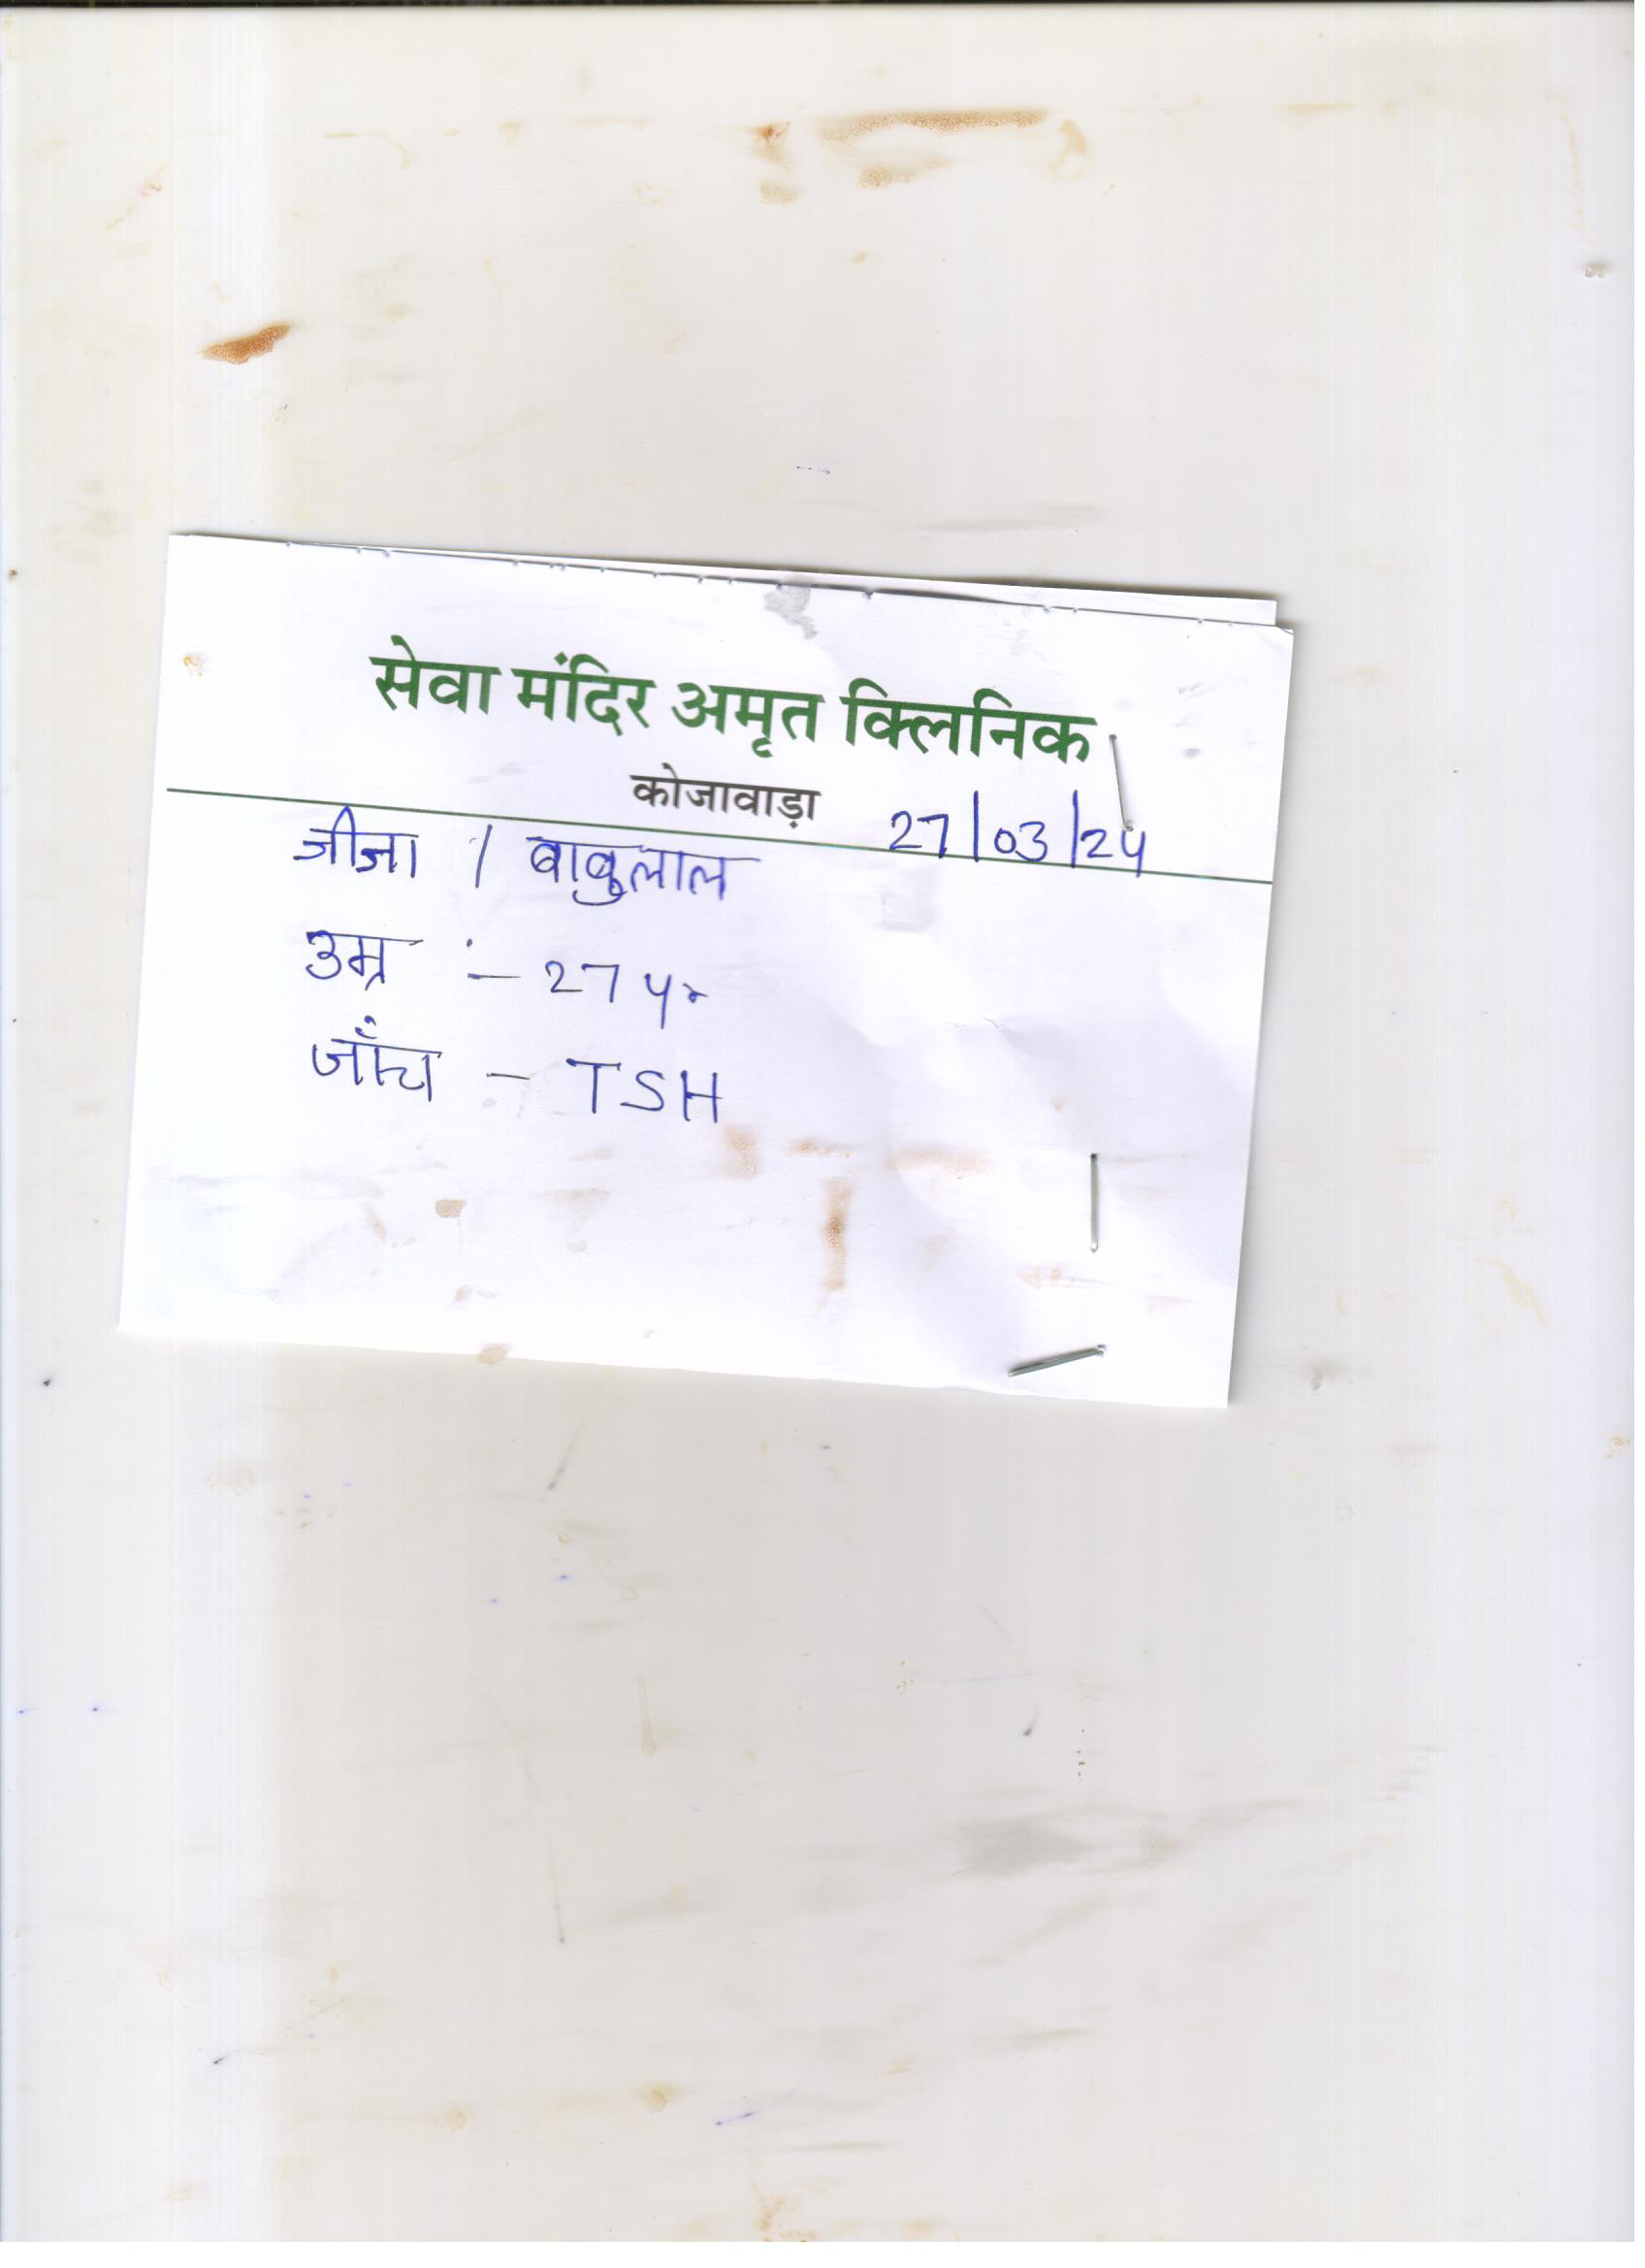 सेवा मंदिर अमृत क्लिनिक
कोजावाड़ा
27/03/24
जीजा / बाबुलाल
उम्र :- 27 yr
जाँच - TSH